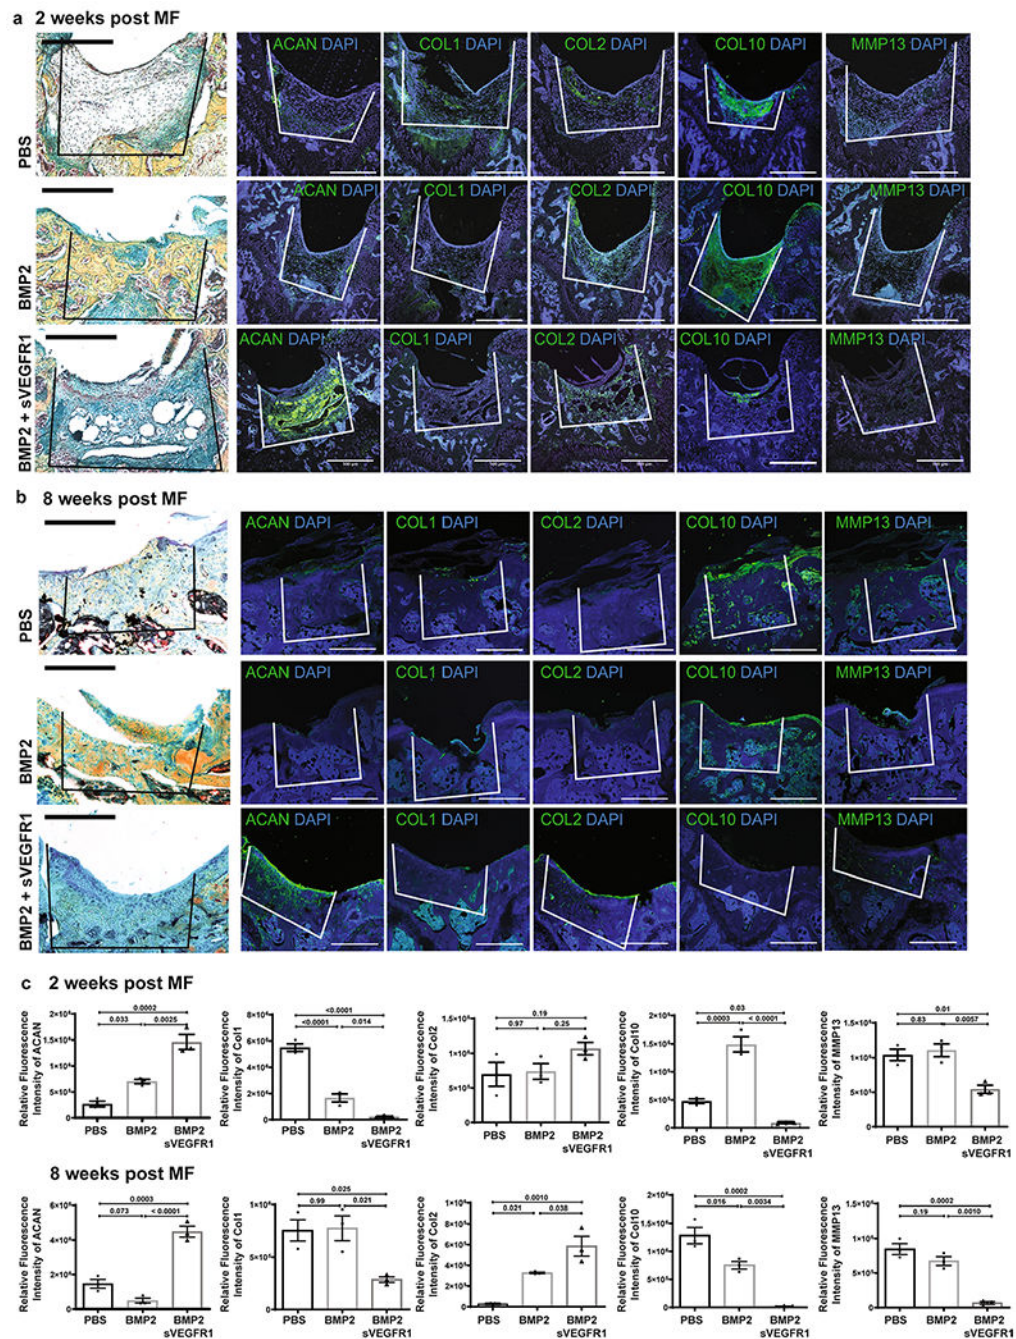 a 2 weeks post MF
PBS
ACAN DAPI
COL1 DAPI
COL2 DAPI
COL10 DAPI
MMP13 DAPI
BMP2
ACAN DAPI
COL1 DAPI
COL2 DAPI
COL10 DAPI
MMP13 DAPI
BMP2 + sVEGFR1
ACAN DAPI
COL1 DAPI
COL2 DAPI
COL10 DAPI
MMP13 DAPI
b 8 weeks post MF
PBS
ACAN DAPI
COL1 DAPI
COL2 DAPI
COL10 DAPI
MMP13 DAPI
BMP2
ACAN DAPI
COL1 DAPI
COL2 DAPI
COL10 DAPI
MMP13 DAPI
BMP2 + sVEGFR1
ACAN DAPI
COL1 DAPI
COL2 DAPI
COL10 DAPI
MMP13 DAPI
c 2 weeks post MF
Relative Fluorescence
Intensity of ACAN
0.0002
0.033 0.0025
PBS BMP2 BMP2
sVEGFR1
Relative Fluorescence
Intensity of Col1
<0.0001
<0.0001 0.014
PBS BMP2 BMP2
sVEGFR1
Relative Fluorescence
Intensity of Col2
0.19
0.97 0.25
PBS BMP2 BMP2
sVEGFR1
Relative Fluorescence
Intensity of Col10
0.03
0.0003 < 0.0001
PBS BMP2 BMP2
sVEGFR1
Relative Fluorescence
Intensity of MMP13
0.01
0.83 0.0057
PBS BMP2 BMP2
sVEGFR1
8 weeks post MF
Relative Fluorescence
Intensity of ACAN
0.0003
0.073 < 0.0001
PBS BMP2 BMP2
sVEGFR1
Relative Fluorescence
Intensity of Col1
0.025
0.99 0.021
PBS BMP2 BMP2
sVEGFR1
Relative Fluorescence
Intensity of Col2
0.0010
0.021 0.038
PBS BMP2 BMP2
sVEGFR1
Relative Fluorescence
Intensity of Col10
0.0002
0.016 0.0034
PBS BMP2 BMP2
sVEGFR1
Relative Fluorescence
Intensity of MMP13
0.0002
0.19 0.0010
PBS BMP2 BMP2
sVEGFR1